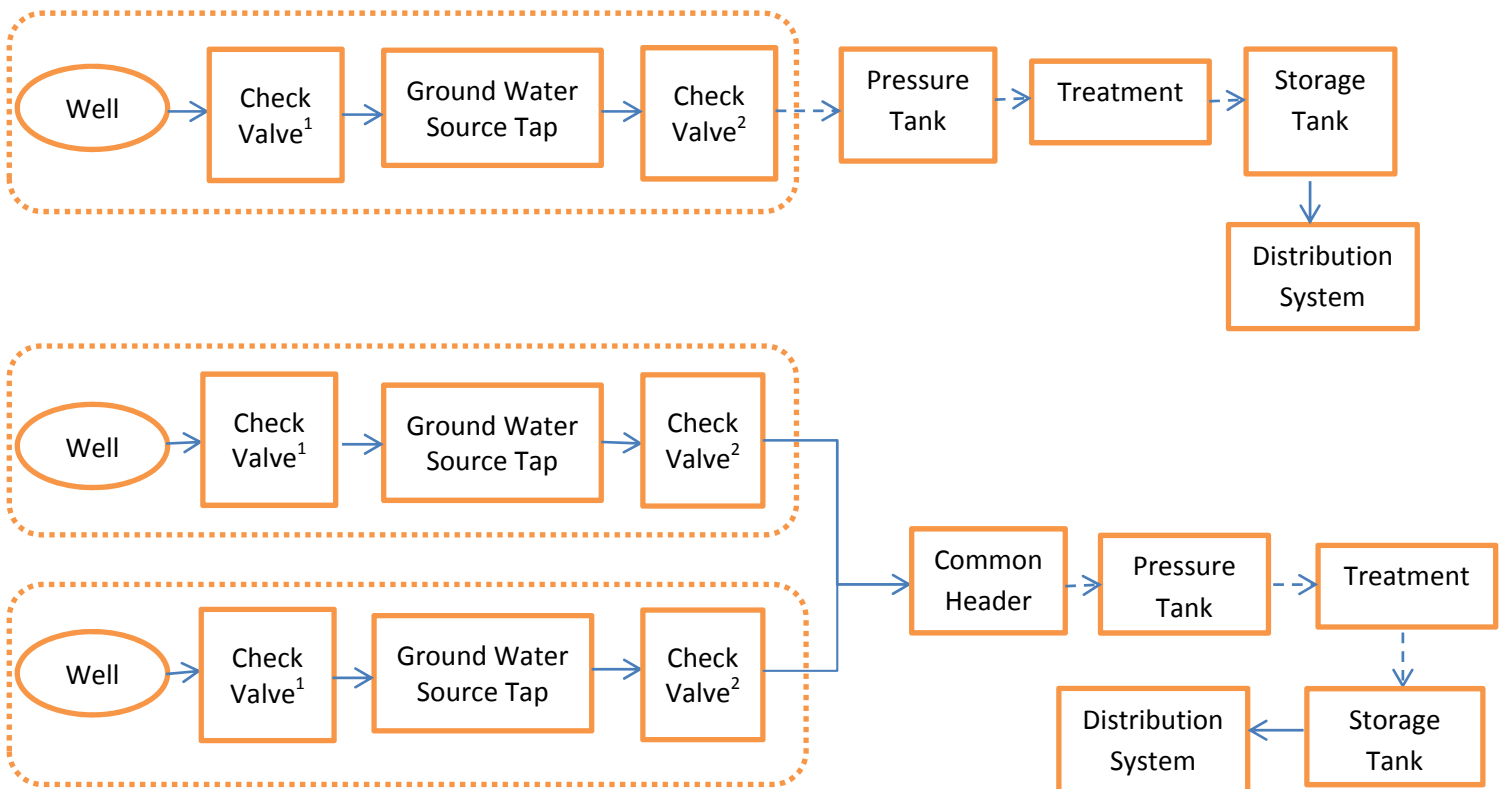 Well
Check
Valve¹
Ground Water
Source Tap
Check
Valve²
Pressure
Tank
Treatment
Storage
Tank
Distribution
System
Well
Check
Valve¹
Ground Water
Source Tap
Check
Valve²
Well
Check
Valve¹
Ground Water
Source Tap
Check
Valve²
Common
Header
Pressure
Tank
Treatment
Storage
Tank
Distribution
System